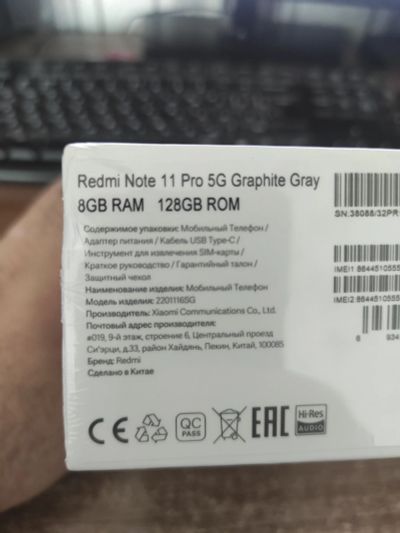 Redmi Note 11 Pro 5G Graphite Gray
8GB RAM 128GB ROM
Содержимое упаковки: Мобильный Телефон /
Адаптер питания / Кабель USB Type-C /
Инструмент для извлечения SIM-карты /
Краткое руководство / Гарантийный талон /
Защитный чехол
Наименование изделия: Мобильный Телефон
Модель изделия: 2201116SG
Производитель: Xiaomi Communications Co., Ltd.
Почтовый адрес производителя:
#019, 9-й этаж, строение 6, Центральный проезд
Си'эрци, д.33, район Хайдянь, Пекин, Китай, 100085
Бренд: Redmi
Сделано в Китае
CE
QC
PASS
EAC
Hi-Res
AUDIO
SN:38088/32PR
IMEI1:8644510555
IMEI2:8644510555
6 934